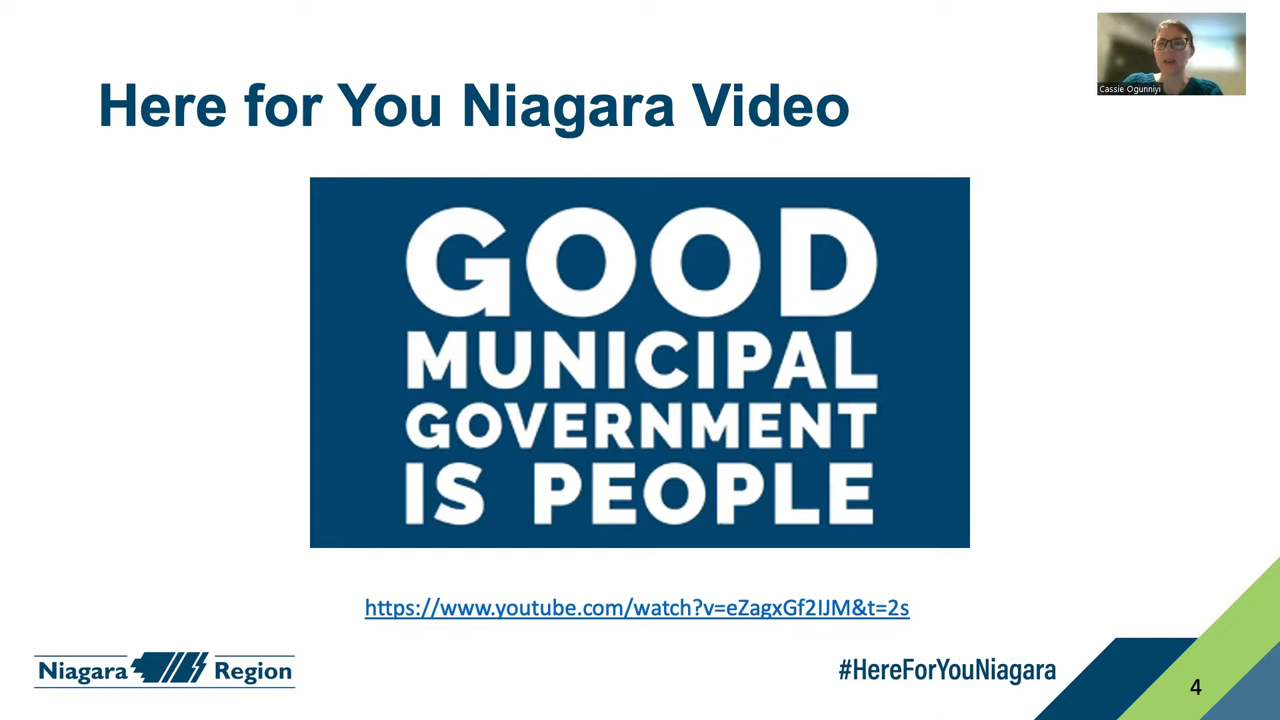 Here for You Niagara Video
Cassie Ogunniyi
GOOD
MUNICIPAL
GOVERNMENT
IS PEOPLE
https://www.youtube.com/watch?v=eZagxGf2IJM&t=2s
Niagara Region
#HereForYouNiagara
4